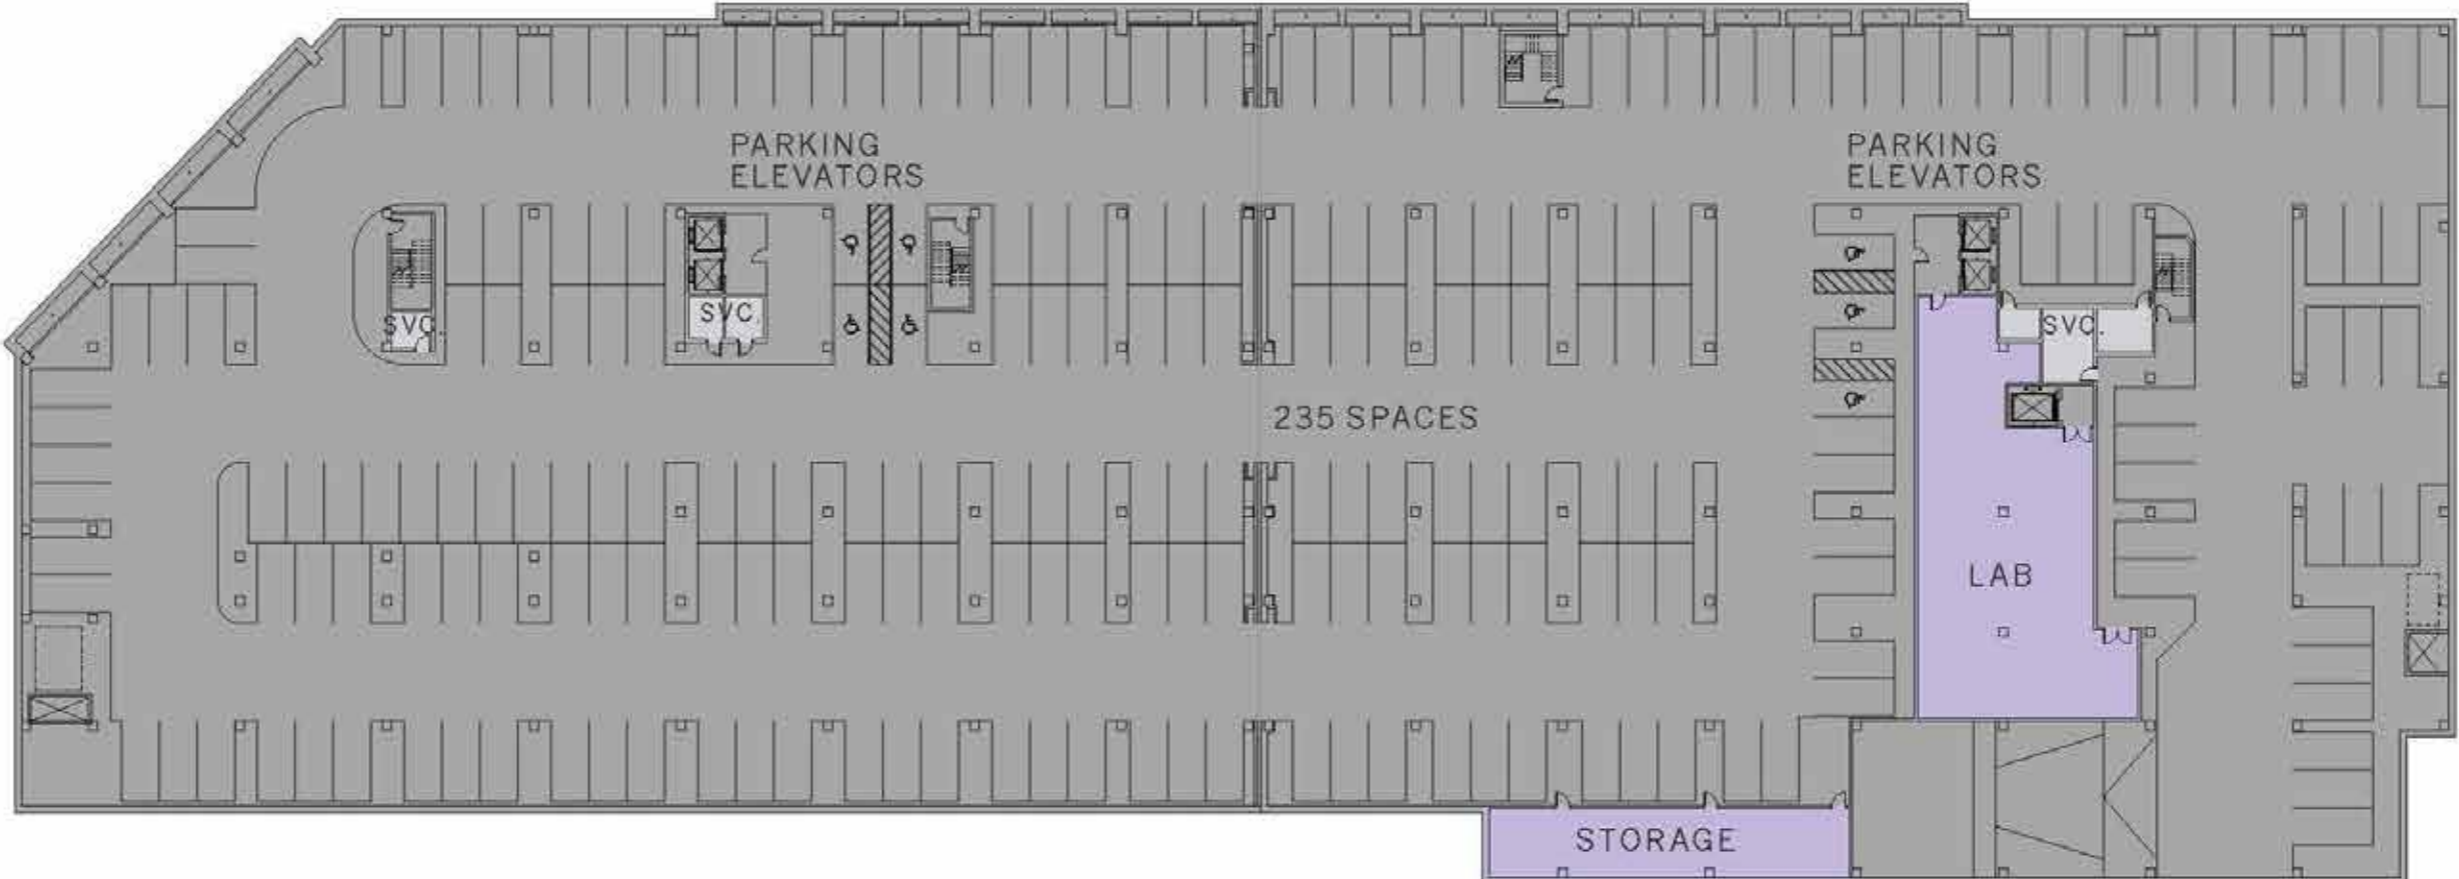 PARKING
ELEVATORS
PARKING
ELEVATORS
SVC.
SVC.
SVC.
235 SPACES
LAB
STORAGE